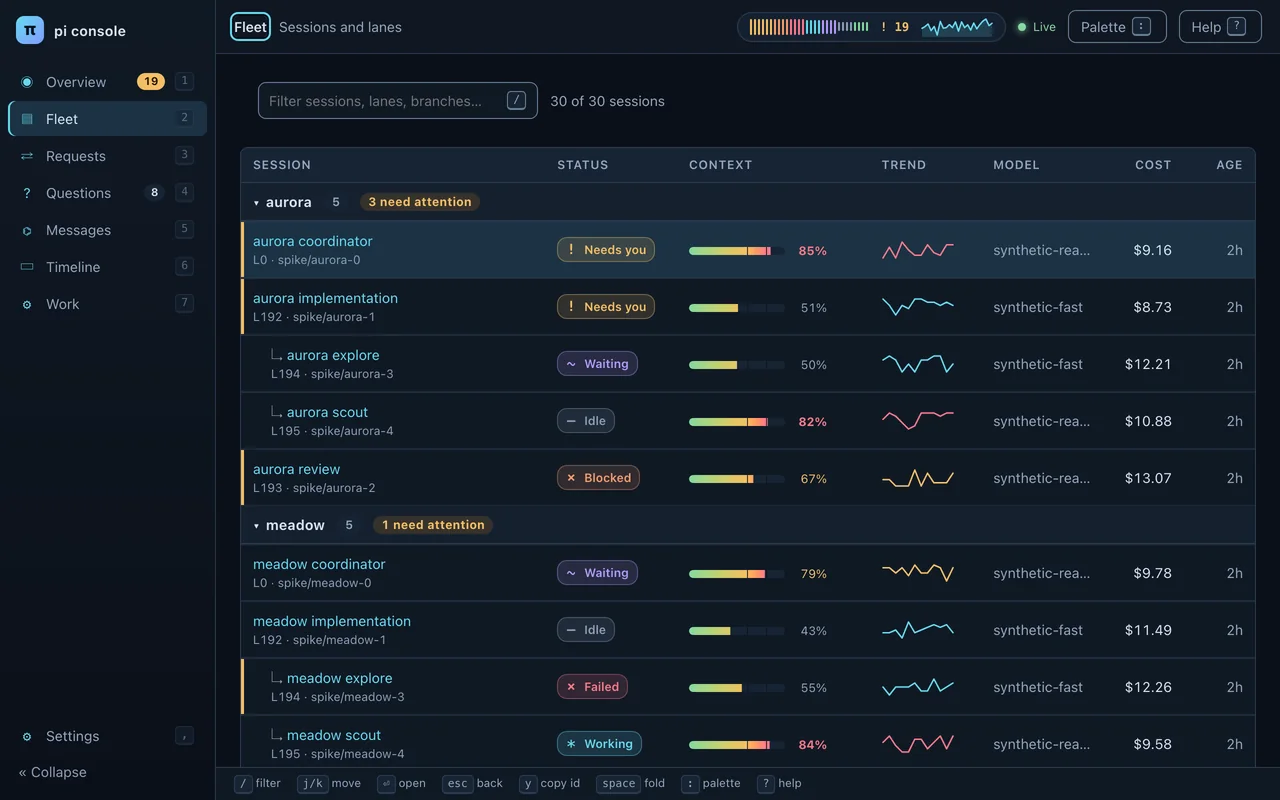 π pi console
Overview 19 1
Fleet 2
Requests 3
? Questions 8 4
Messages 5
Timeline 6
Work 7
Settings ,
« Collapse
Fleet Sessions and lanes
! 19
Live
Palette :
Help ?
Filter sessions, lanes, branches... /
30 of 30 sessions
SESSION STATUS CONTEXT TREND MODEL COST AGE
▾ aurora 5 3 need attention
aurora coordinator
L0 · spike/aurora-0
! Needs you 85% synthetic-rea... $9.16 2h
aurora implementation
L192 · spike/aurora-1
! Needs you 51% synthetic-fast $8.73 2h
aurora explore
L194 · spike/aurora-3
~ Waiting 50% synthetic-fast $12.21 2h
aurora scout
L195 · spike/aurora-4
— Idle 82% synthetic-rea... $10.88 2h
aurora review
L193 · spike/aurora-2
× Blocked 67% synthetic-rea... $13.07 2h
▾ meadow 5 1 need attention
meadow coordinator
L0 · spike/meadow-0
~ Waiting 79% synthetic-rea... $9.78 2h
meadow implementation
L192 · spike/meadow-1
— Idle 43% synthetic-fast $11.49 2h
meadow explore
L194 · spike/meadow-3
× Failed 55% synthetic-fast $12.26 2h
meadow scout
L195 · spike/meadow-4
* Working 84% synthetic-rea... $9.58 2h
/ filter j/k move ⏎ open esc back y copy id space fold : palette ? help